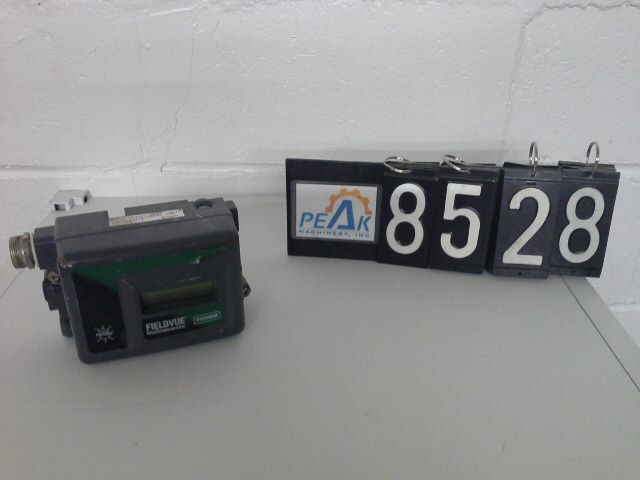 FIELDVUE
Instruments
FISHER
PEAK
MACHINERY, INC
8528